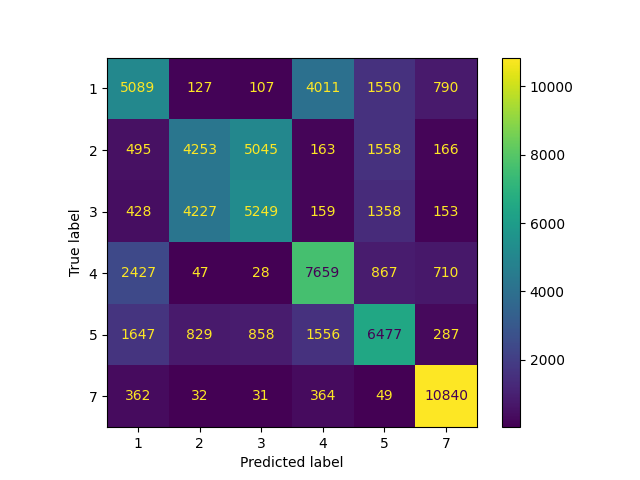 1 5089 127 107 4011 1550 790
2 495 4253 5045 163 1558 166
3 428 4227 5249 159 1358 153
4 2427 47 28 7659 867 710
5 1647 829 858 1556 6477 287
7 362 32 31 364 49 10840
1 2 3 4 5 7
Predicted label
True label
10000
8000
6000
4000
2000